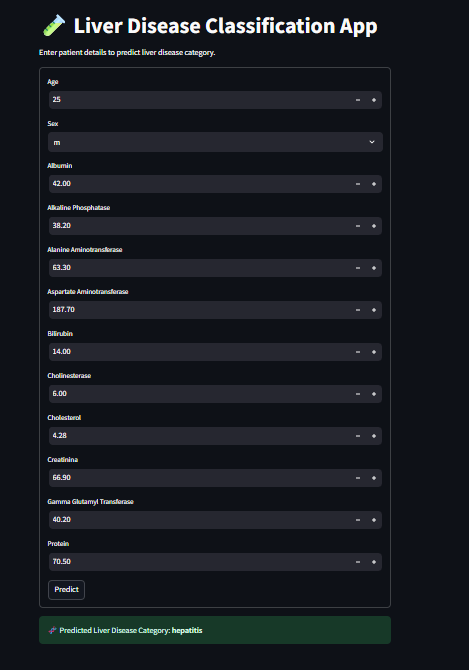 Liver Disease Classification App
Enter patient details to predict liver disease category.
Age
25
Sex
m
Albumin
42.00
Alkaline Phosphatase
38.20
Alanine Aminotransferase
63.30
Aspartate Aminotransferase
187.70
Bilirubin
14.00
Cholinesterase
6.00
Cholesterol
4.28
Creatinina
66.90
Gamma Glutamyl Transferase
40.20
Protein
70.50
Predict
Predicted Liver Disease Category: hepatitis